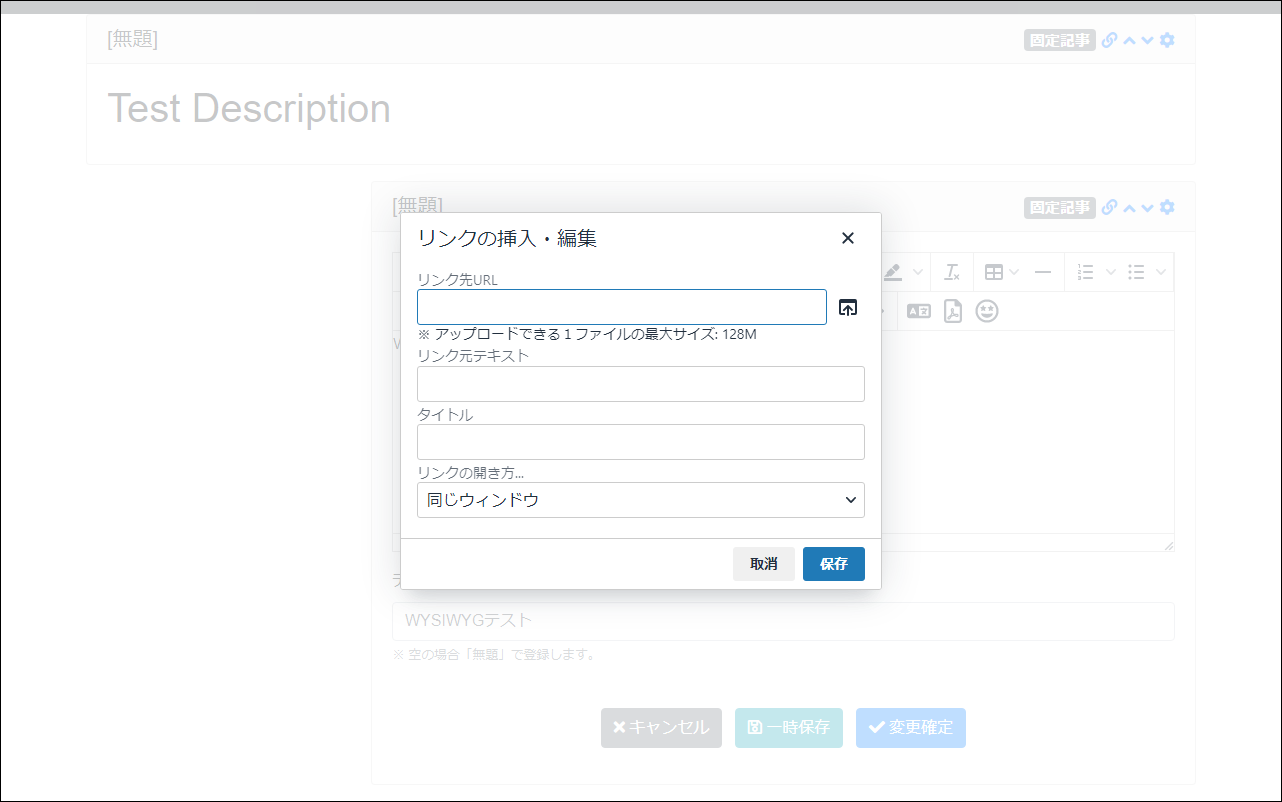 [無題]
固定記事
Test Description
[無題]
固定記事
リンクの挿入・編集
リンク先URL
※ アップロードできる 1 ファイルの最大サイズ: 128M
リンク元テキスト
タイトル
リンクの開き方...
同じウィンドウ
取消
保存
WYSIWYGテスト
※ 空の場合「無題」で登録します。
キャンセル
一時保存
変更確定